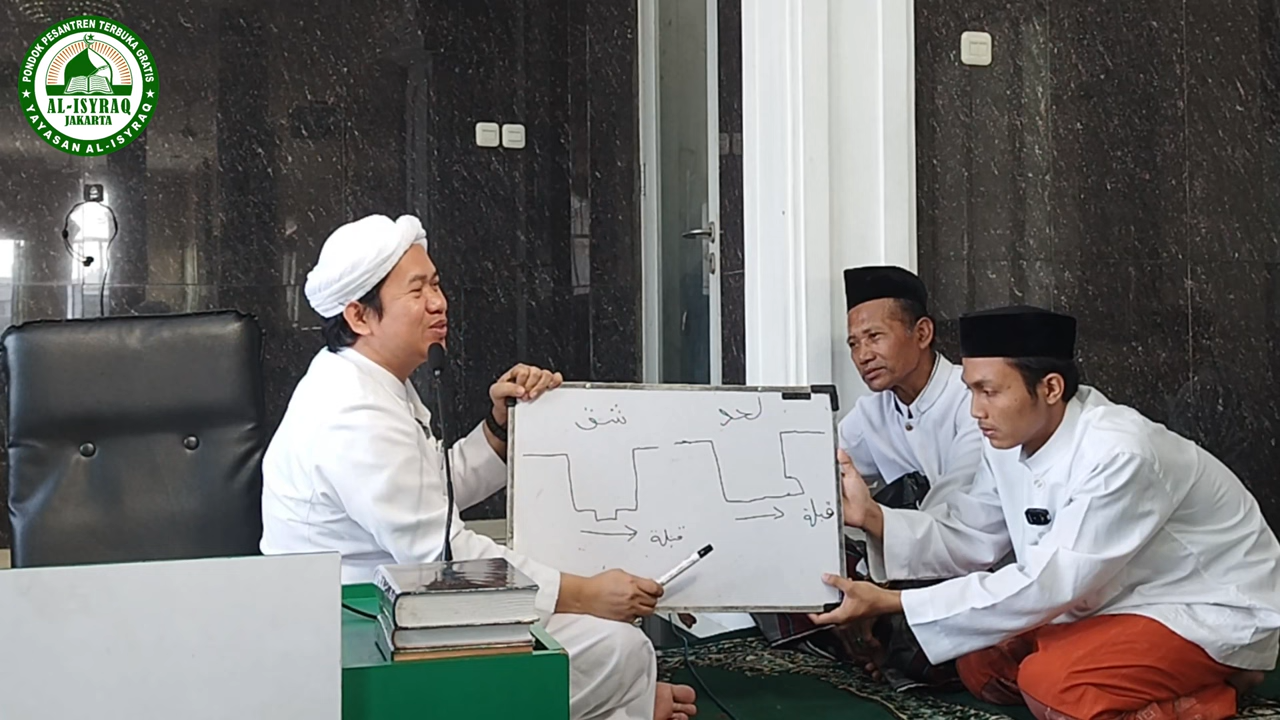 PONDOK PESANTREN TERBUKA GRATIS
AL-ISYRAQ
JAKARTA
YAYASAN AL-ISYRAQ
شق
لحد
قبلة
قبلة